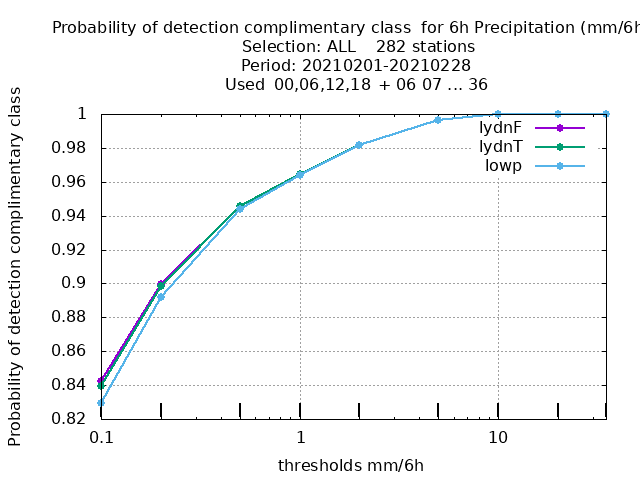 Probability of detection complimentary class  for 6h Precipitation (mm/6h
Selection: ALL    282 stations
Period: 20210201-20210228
Used  00,06,12,18  + 06 07 ... 36
Probability of detection complimentary class
1
0.98
0.96
0.94
0.92
0.9
0.88
0.86
0.84
0.82
lydnF
lydnT
lowp
0.1
1
10
thresholds mm/6h